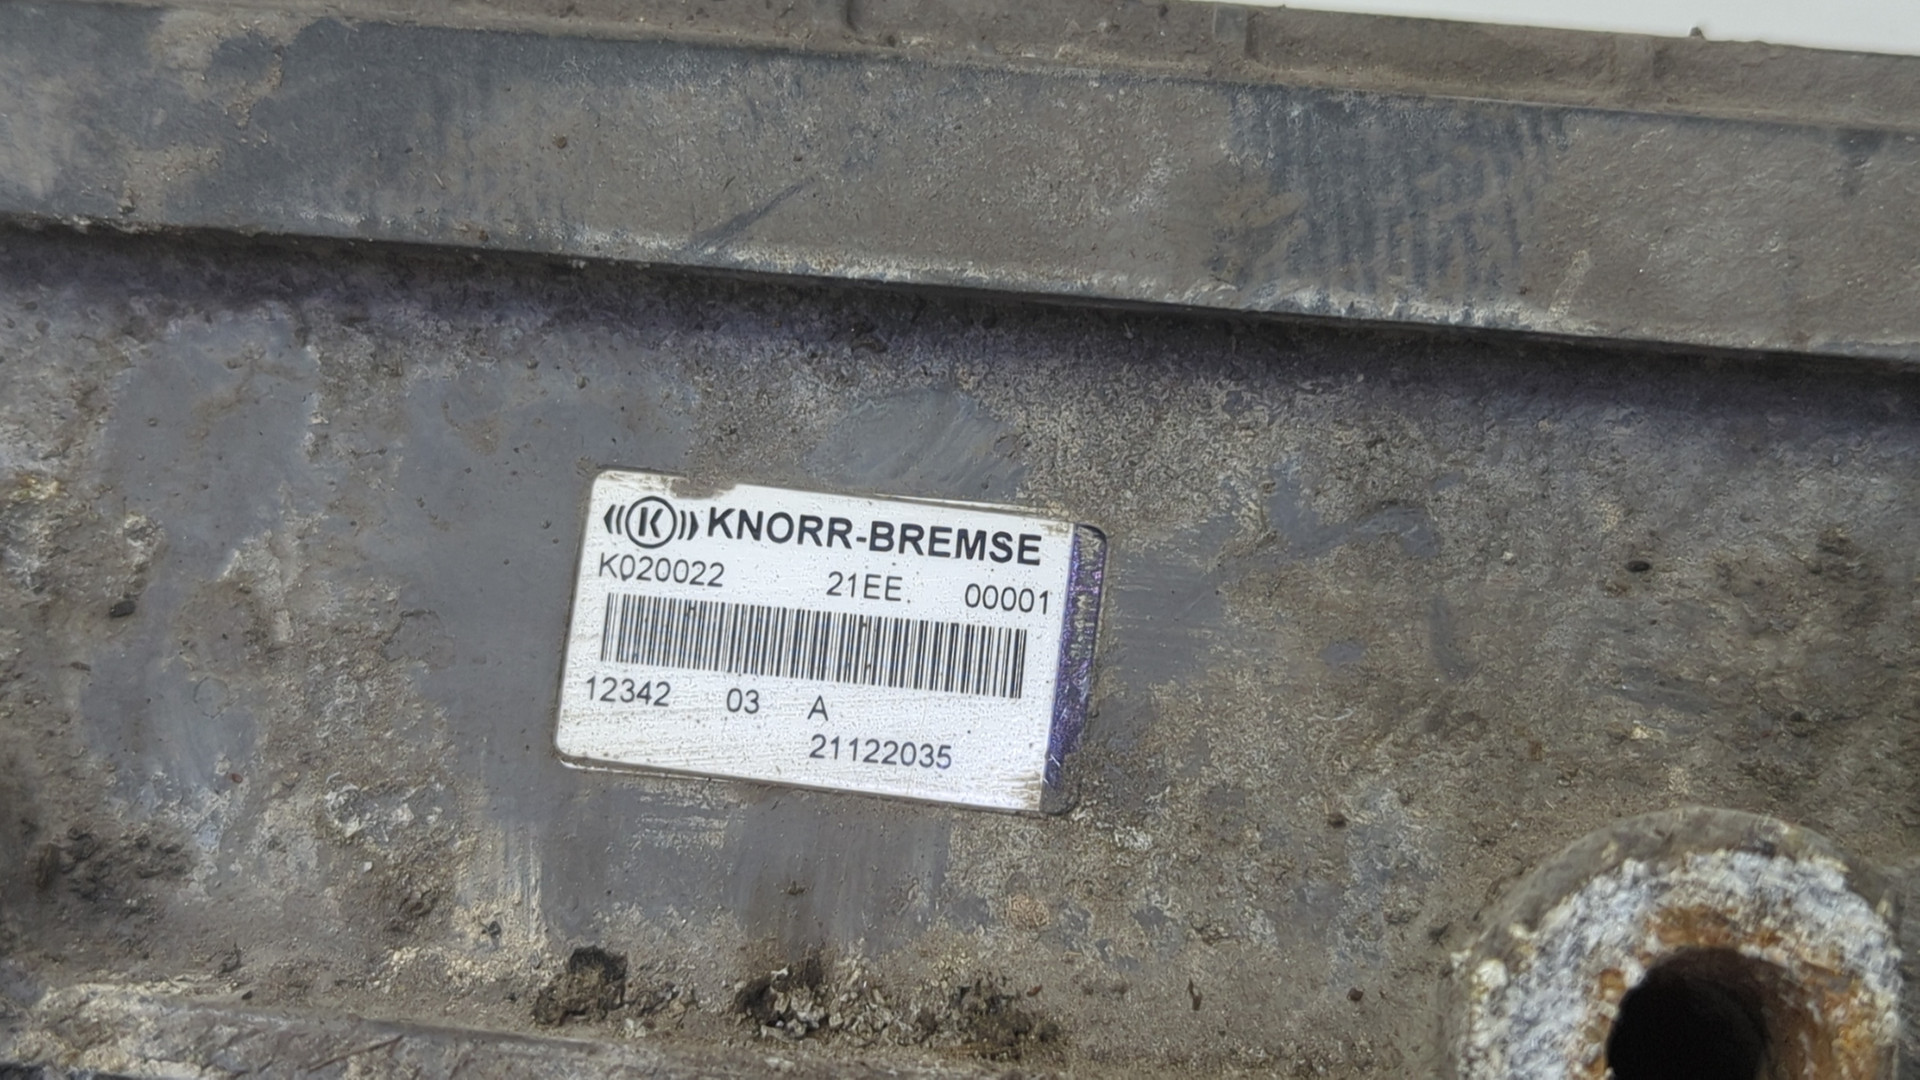 K KNORR-BREMSE
K020022 21EE. 00001
12342 03 A
21122035